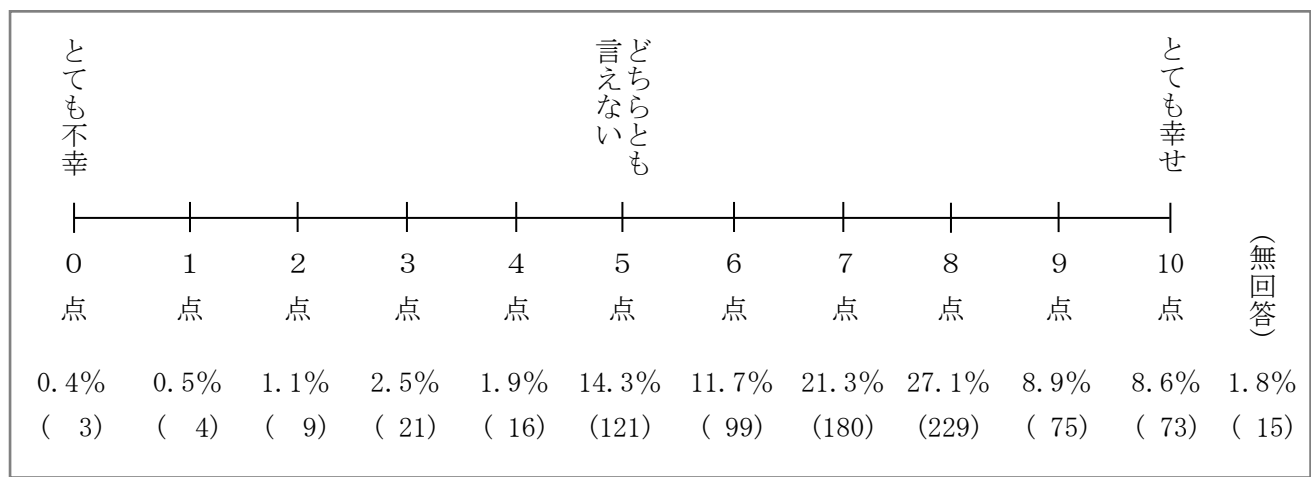 とても不幸
どちらとも
言えない
とても幸せ
0 1 2 3 4 5 6 7 8 9 10 (無回答)
点 点 点 点 点 点 点 点 点 点 点
0.4% 0.5% 1.1% 2.5% 1.9% 14.3% 11.7% 21.3% 27.1% 8.9% 8.6% 1.8%
( 3) ( 4) ( 9) ( 21) ( 16) (121) ( 99) (180) (229) ( 75) ( 73) ( 15)